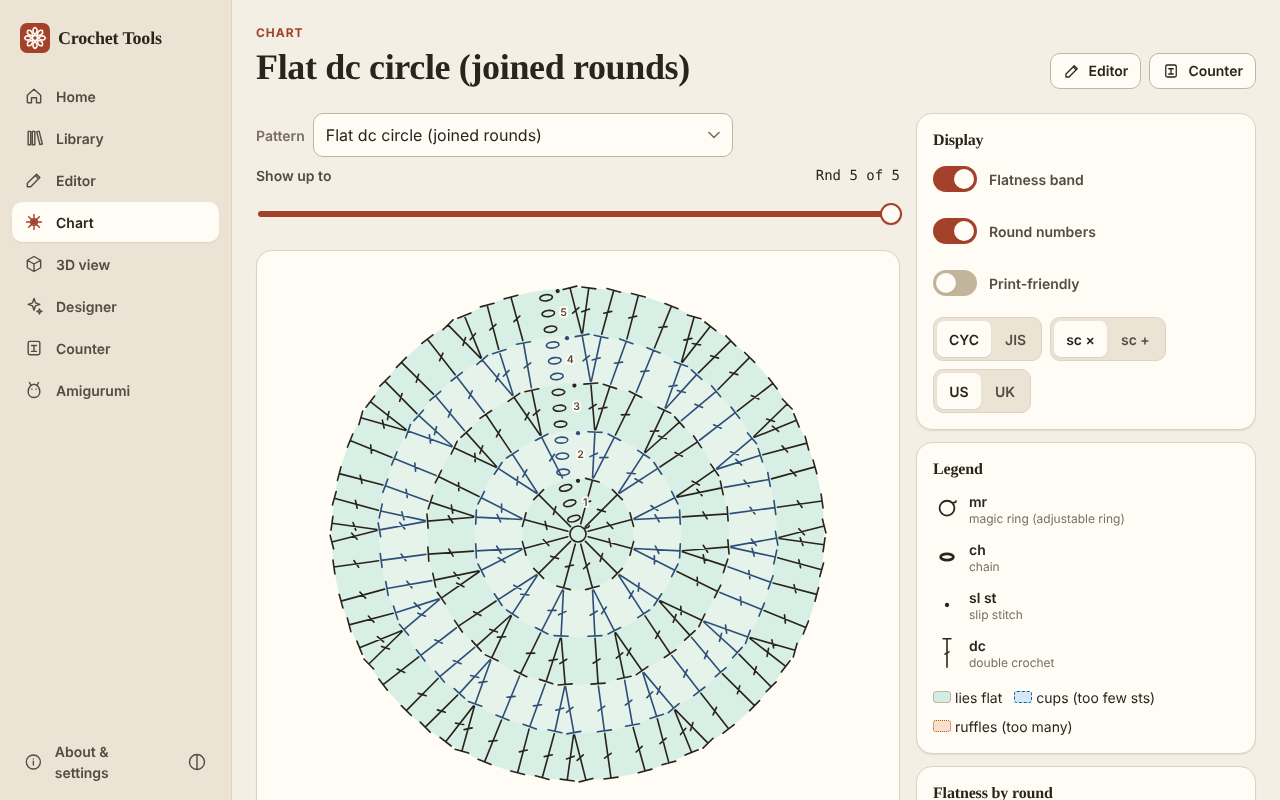 Crochet Tools
Home
Library
Editor
Chart
3D view
Designer
Counter
Amigurumi
About &
settings
CHART
Flat dc circle (joined rounds)
Editor
Counter
Pattern
Flat dc circle (joined rounds)
Show up to
Rnd 5 of 5
5
4
3
2
1
Display
Flatness band
Round numbers
Print-friendly
CYC JIS
sc × sc +
US UK
Legend
mr
magic ring (adjustable ring)
ch
chain
sl st
slip stitch
dc
double crochet
lies flat
cups (too few sts)
ruffles (too many)
Flatness by round